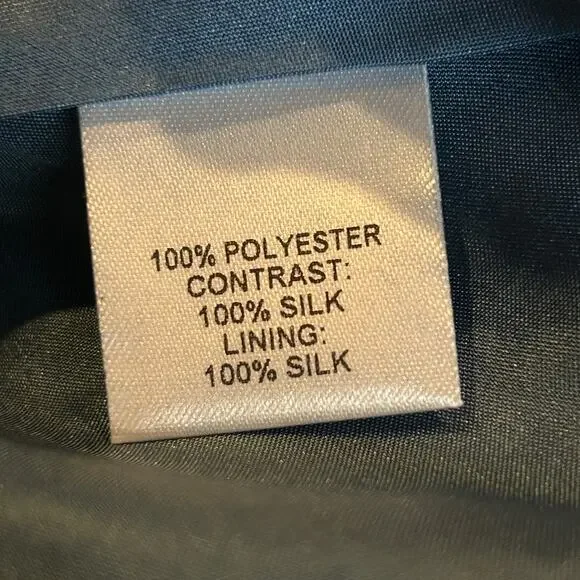 100% POLYESTER
CONTRAST:
100% SILK
LINING:
100% SILK